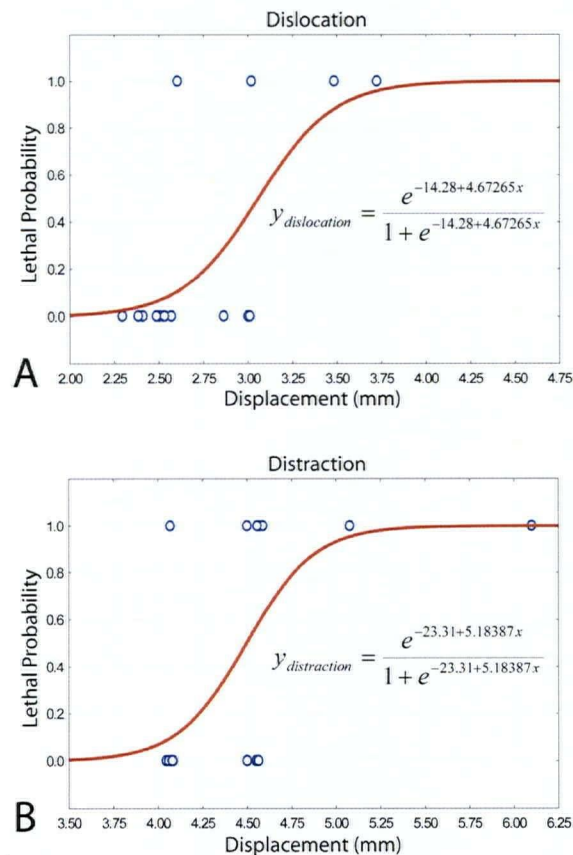 Dislocation
Lethal Probability
1.0
0.8
0.6
0.4
0.2
0.0
y_dislocation = e^{-14.28+4.67265x} / 1 + e^{-14.28+4.67265x}
A
2.00 2.25 2.50 2.75 3.00 3.25 3.50 3.75 4.00 4.25 4.50 4.75
Displacement (mm)
Distraction
Lethal Probability
1.0
0.8
0.6
0.4
0.2
0.0
y_distraction = e^{-23.31+5.18387x} / 1 + e^{-23.31+5.18387x}
B
3.50 3.75 4.00 4.25 4.50 4.75 5.00 5.25 5.50 5.75 6.00 6.25
Displacement (mm)